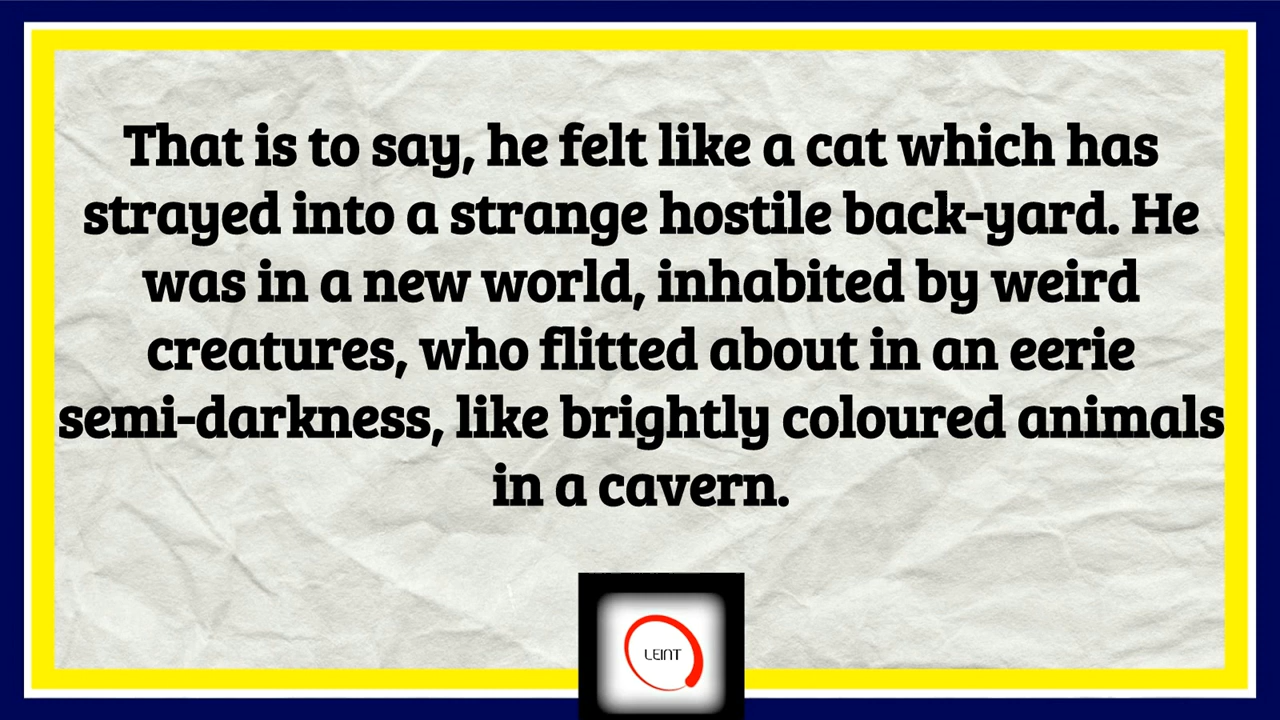 That is to say, he felt like a cat which has
strayed into a strange hostile back-yard. He
was in a new world, inhabited by weird
creatures, who flitted about in an eerie
semi-darkness, like brightly coloured animals
in a cavern.
LEINT